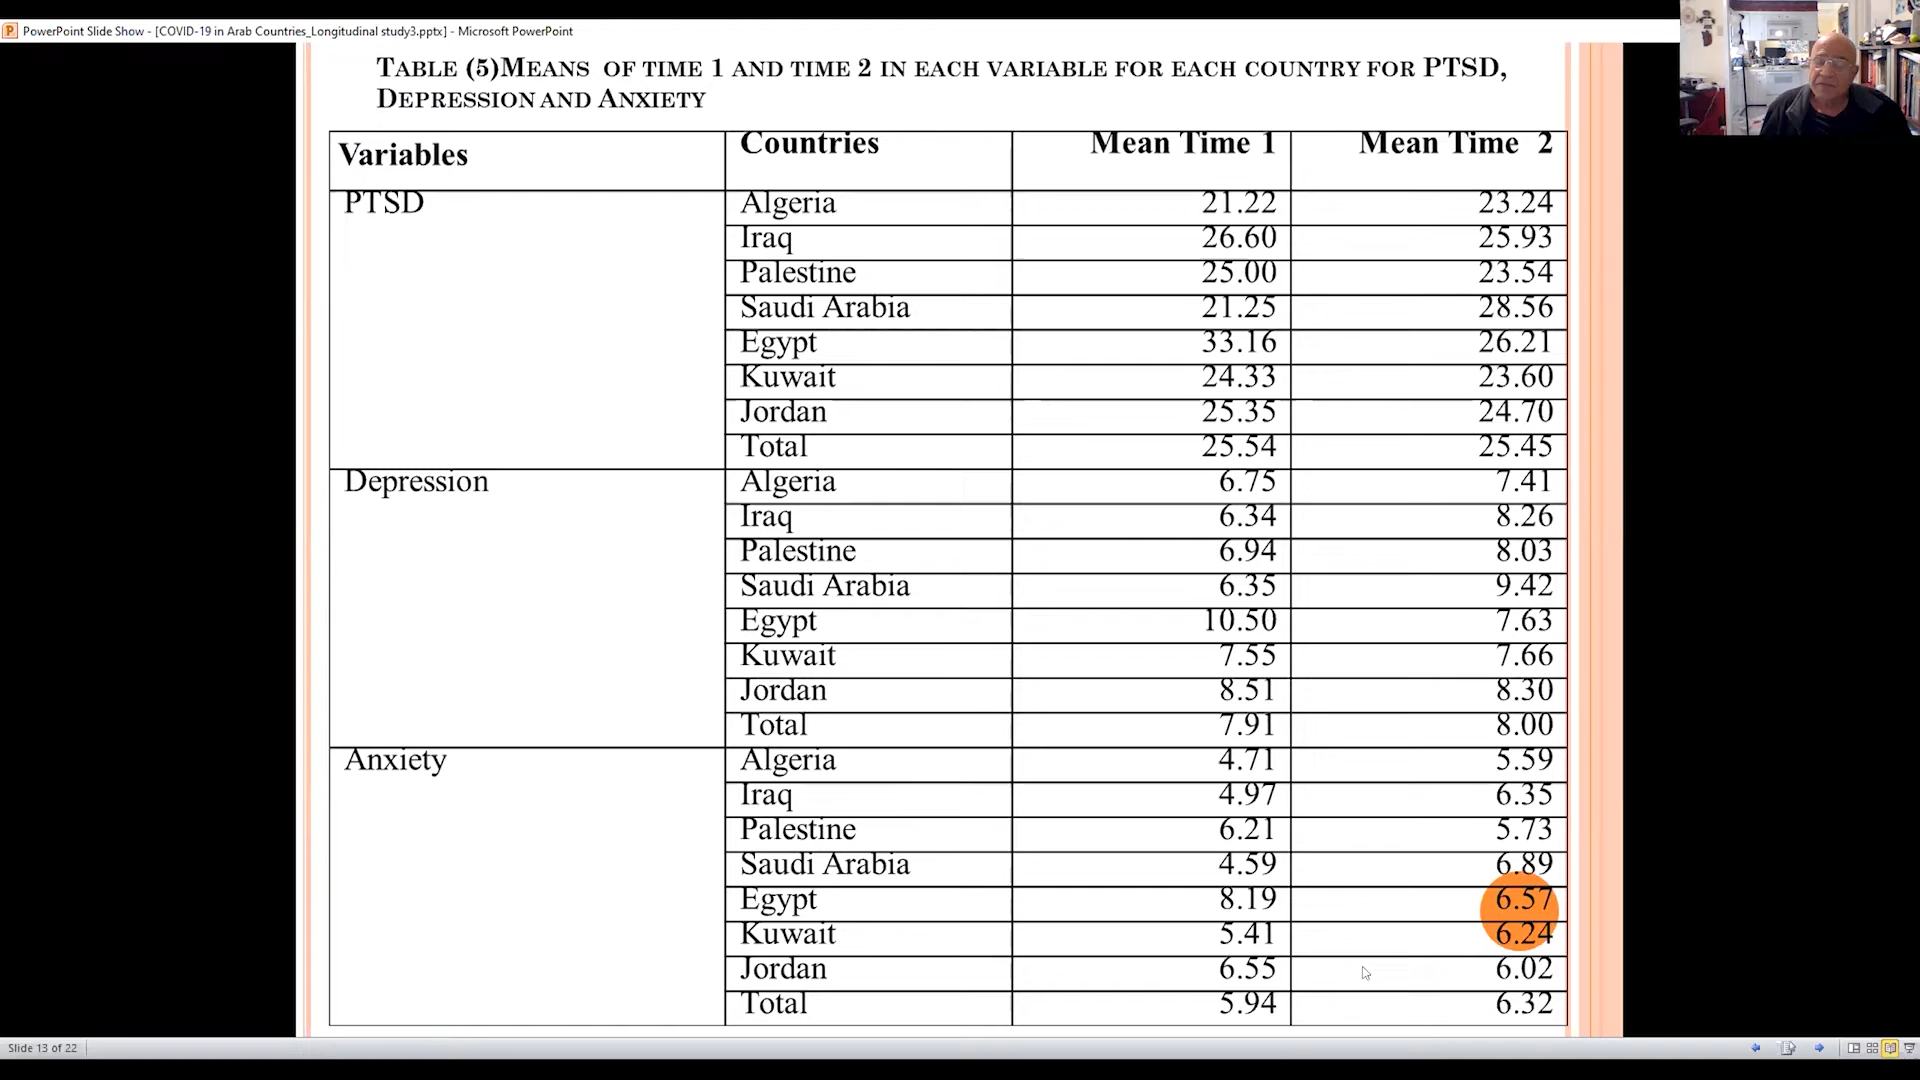 PowerPoint Slide Show - [COVID-19 in Arab Countries_Longitudinal study3.pptx] - Microsoft PowerPoint
TABLE (5)MEANS OF TIME 1 AND TIME 2 IN EACH VARIABLE FOR EACH COUNTRY FOR PTSD,
DEPRESSION AND ANXIETY
Variables Countries Mean Time 1 Mean Time 2
PTSD Algeria 21.22 23.24
Iraq 26.60 25.93
Palestine 25.00 23.54
Saudi Arabia 21.25 28.56
Egypt 33.16 26.21
Kuwait 24.33 23.60
Jordan 25.35 24.70
Total 25.54 25.45
Depression Algeria 6.75 7.41
Iraq 6.34 8.26
Palestine 6.94 8.03
Saudi Arabia 6.35 9.42
Egypt 10.50 7.63
Kuwait 7.55 7.66
Jordan 8.51 8.30
Total 7.91 8.00
Anxiety Algeria 4.71 5.59
Iraq 4.97 6.35
Palestine 6.21 5.73
Saudi Arabia 4.59 6.89
Egypt 8.19 6.57
Kuwait 5.41 6.24
Jordan 6.55 6.02
Total 5.94 6.32
Slide 13 of 22